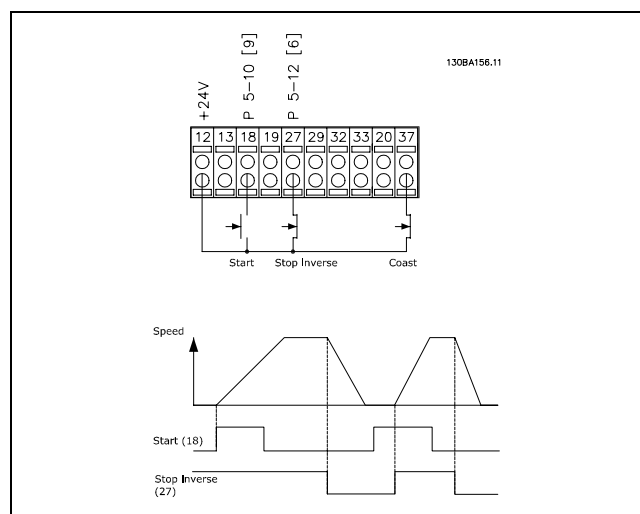 130BA156.11
+24V
P 5-10 [9]
P 5-12 [6]
12 13 18 19 27 29 32 33 20 37
Start Stop Inverse Coast
Speed
Start (18)
Stop Inverse
(27)